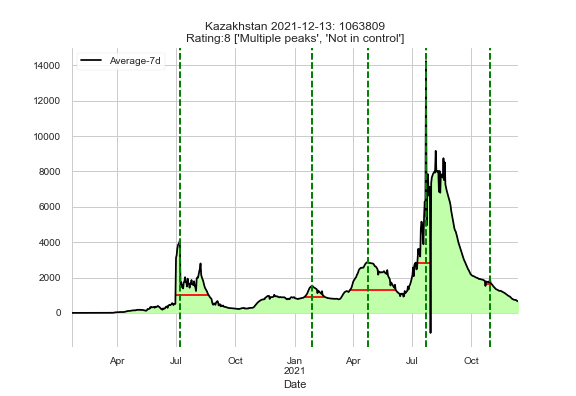 Kazakhstan 2021-12-13: 1063809
Rating:8 ['Multiple peaks', 'Not in control']
Average-7d
14000
12000
10000
8000
6000
4000
2000
0
Apr Jul Oct Jan Apr Jul Oct
2021
Date